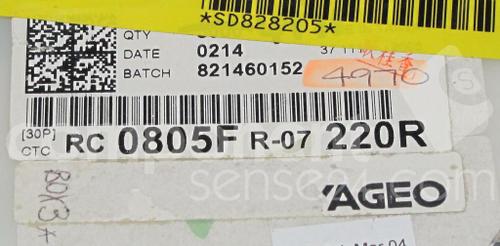 *SD828205*
QTY
DATE 0214
BATCH 821460152
4970
[30P]
CTC RC 0805F R-07 220R
YAGEO
BOX3*